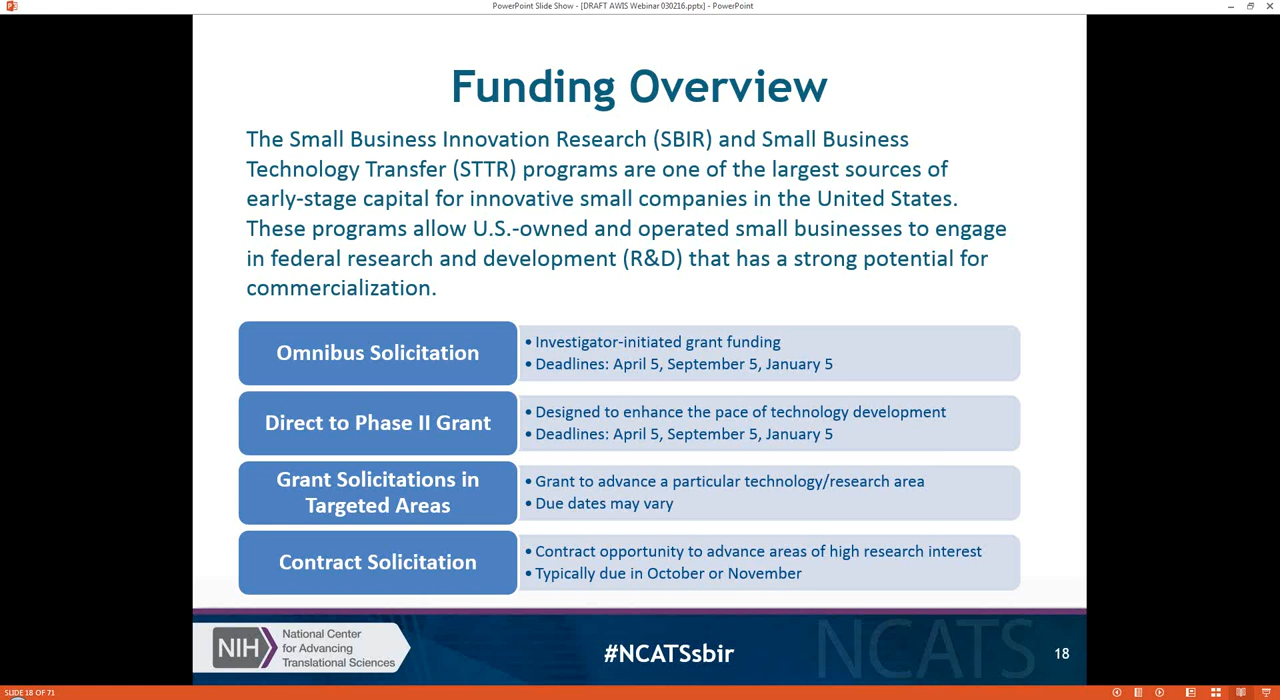 PowerPoint Slide Show - [DRAFT AWIS Webinar 030216.pptx] - PowerPoint
Funding Overview
The Small Business Innovation Research (SBIR) and Small Business
Technology Transfer (STTR) programs are one of the largest sources of
early-stage capital for innovative small companies in the United States.
These programs allow U.S.-owned and operated small businesses to engage
in federal research and development (R&D) that has a strong potential for
commercialization.
Omnibus Solicitation
• Investigator-initiated grant funding
• Deadlines: April 5, September 5, January 5
Direct to Phase II Grant
• Designed to enhance the pace of technology development
• Deadlines: April 5, September 5, January 5
Grant Solicitations in
Targeted Areas
• Grant to advance a particular technology/research area
• Due dates may vary
Contract Solicitation
• Contract opportunity to advance areas of high research interest
• Typically due in October or November
NIH
National Center
for Advancing
Translational Sciences
#NCATSsbir
NCATS
18
SLIDE 18 OF 71